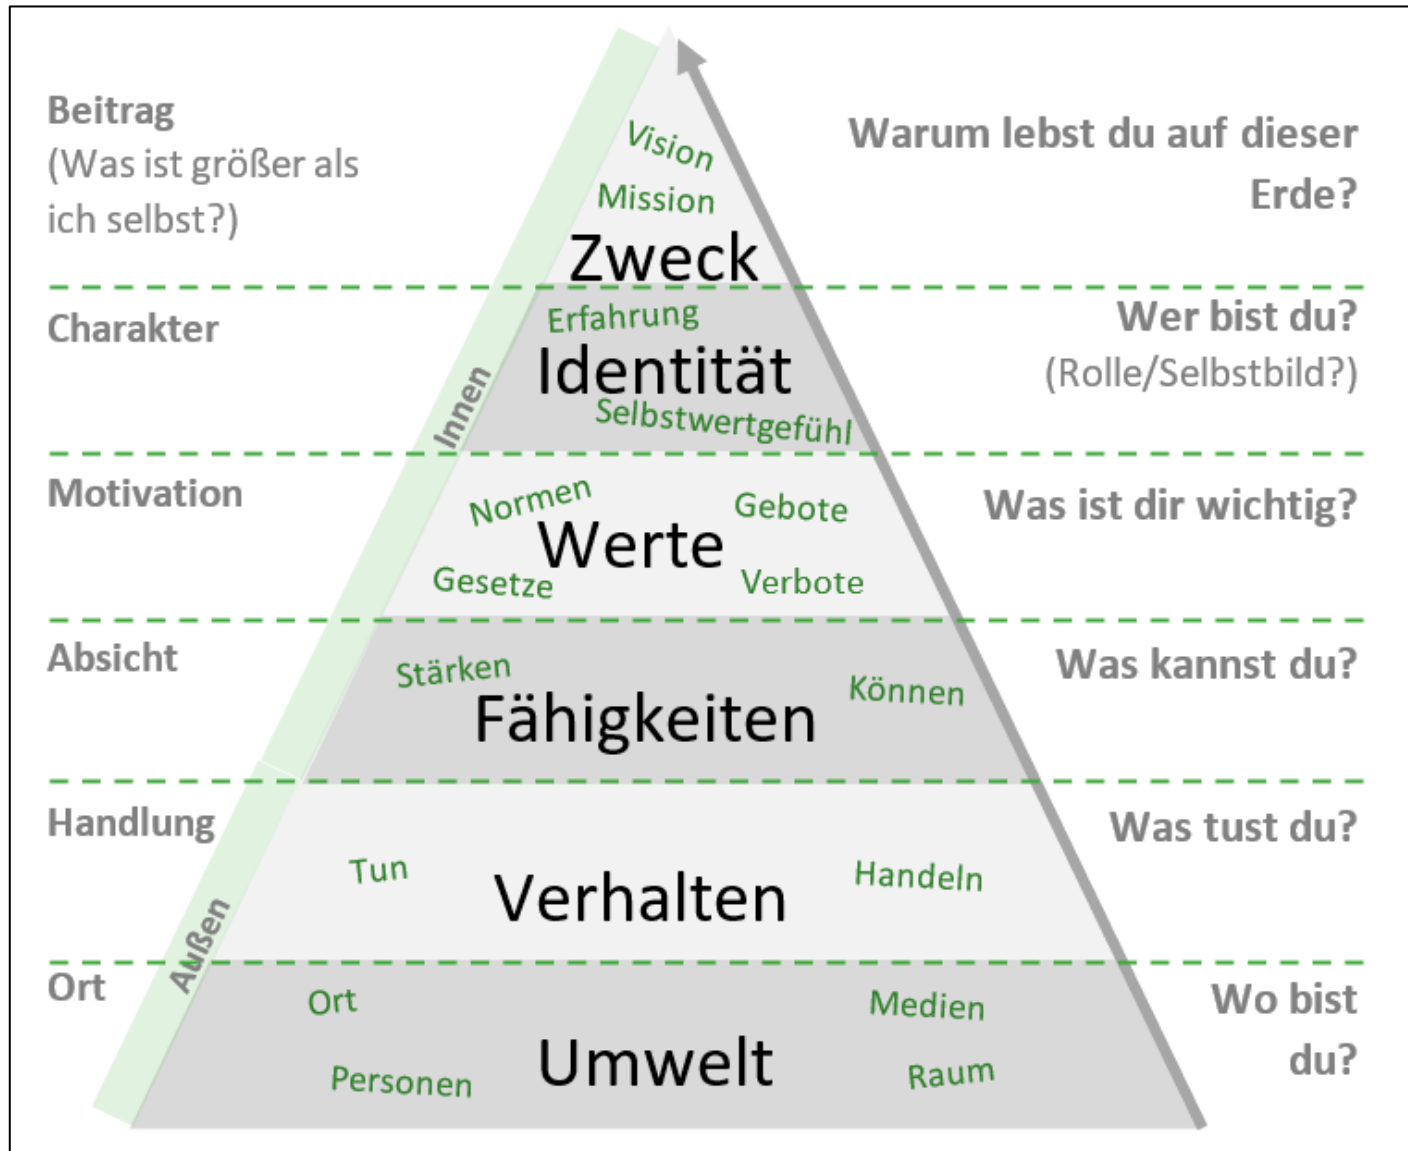 Beitrag
(Was ist größer als
ich selbst?)
Vision
Mission
Zweck
Warum lebst du auf dieser
Erde?
Charakter
Erfahrung
Identität
Selbstwertgefühl
Wer bist du?
(Rolle/Selbstbild?)
Innen
Motivation
Normen
Gebote
Werte
Gesetze
Verbote
Was ist dir wichtig?
Absicht
Stärken
Können
Fähigkeiten
Was kannst du?
Handlung
Tun
Handeln
Verhalten
Was tust du?
Außen
Ort
Ort
Medien
Umwelt
Personen
Raum
Wo bist
du?